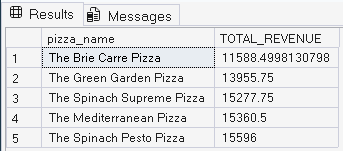 Results Messages
pizza_name TOTAL_REVENUE
1 The Brie Carre Pizza 11588.4998130798
2 The Green Garden Pizza 13955.75
3 The Spinach Supreme Pizza 15277.75
4 The Mediterranean Pizza 15360.5
5 The Spinach Pesto Pizza 15596